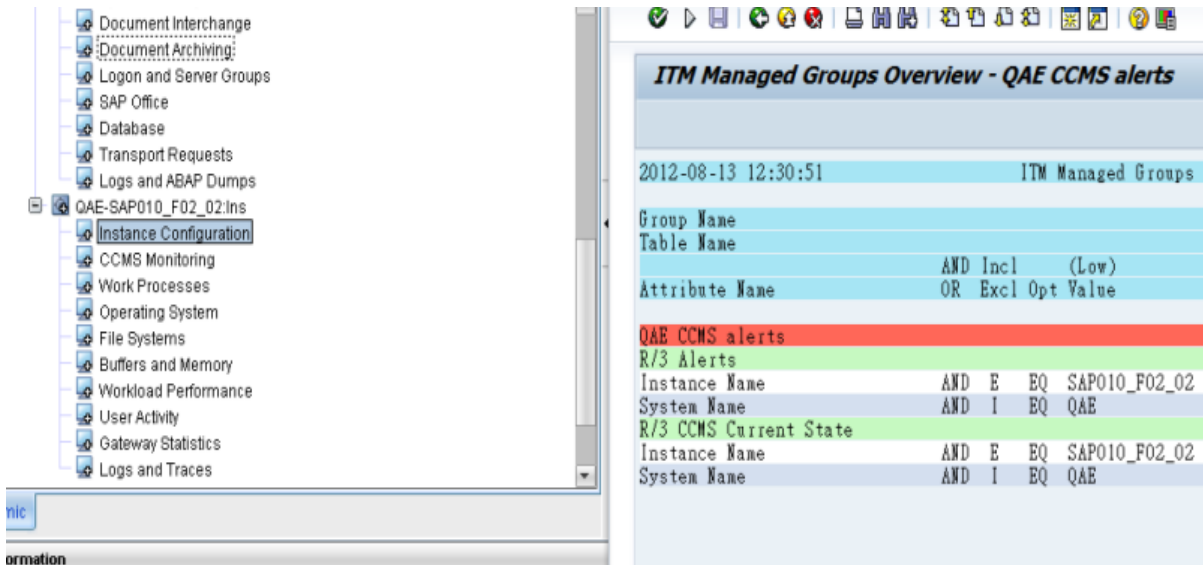 Document Interchange
Document Archiving
Logon and Server Groups
SAP Office
Database
Transport Requests
Logs and ABAP Dumps
QAE-SAP010_F02_02:Ins
Instance Configuration
CCMS Monitoring
Work Processes
Operating System
File Systems
Buffers and Memory
Workload Performance
User Activity
Gateway Statistics
Logs and Traces
mic
ormation
ITM Managed Groups Overview - QAE CCMS alerts
2012-08-13 12:30:51 ITM Managed Groups
Group Name
Table Name
AND Incl (Low)
Attribute Name OR Excl Opt Value
QAE CCMS alerts
R/3 Alerts
Instance Name AND E EQ SAP010_F02_02
System Name AND I EQ QAE
R/3 CCMS Current State
Instance Name AND E EQ SAP010_F02_02
System Name AND I EQ QAE